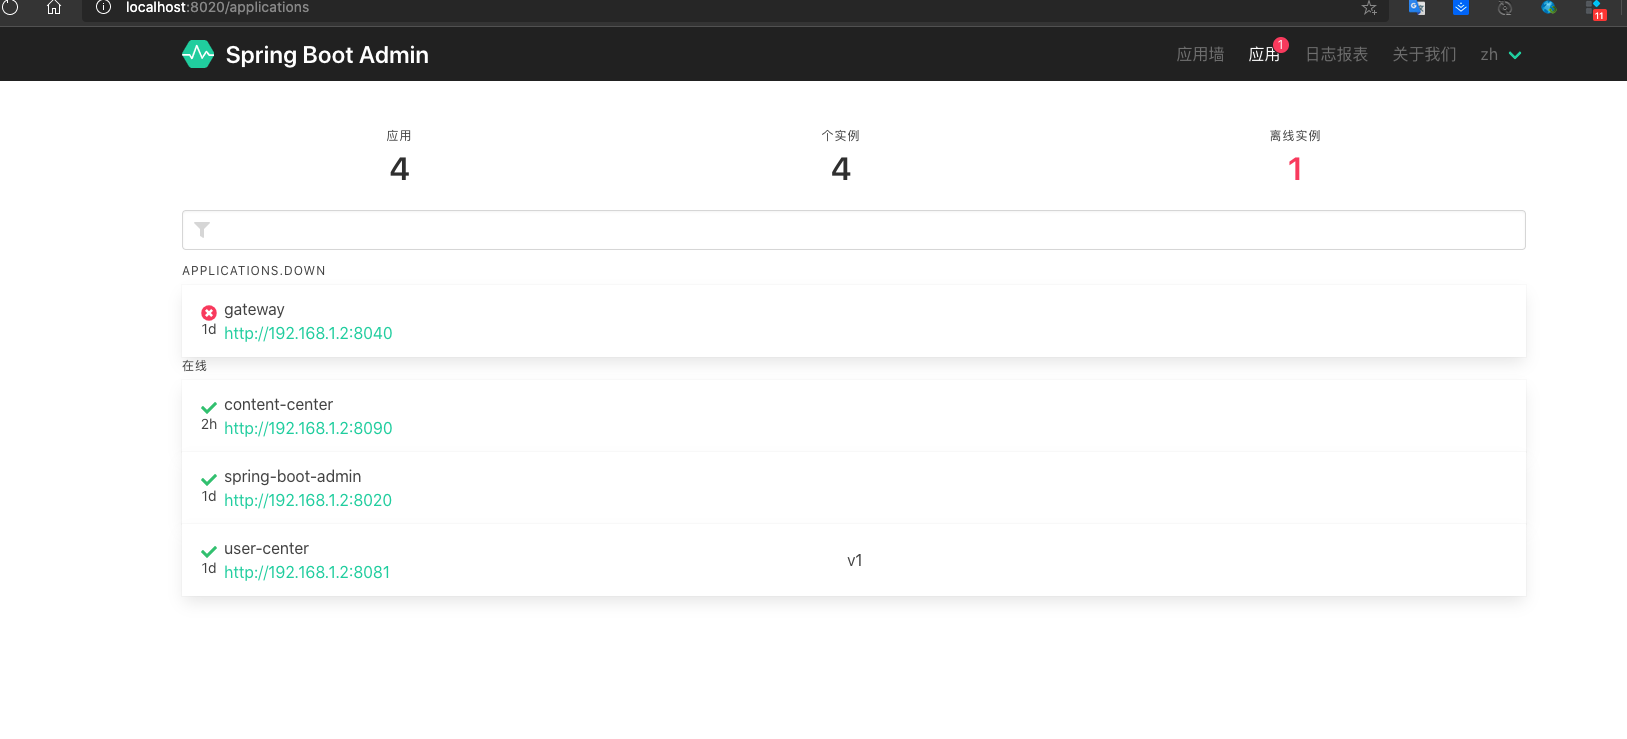 localhost:8020/applications
11
Spring Boot Admin
应用墙
应用
1
日志报表
关于我们
zh
应用
个实例
离线实例
4
4
1
APPLICATIONS.DOWN
gateway
1d
http://192.168.1.2:8040
在线
content-center
2h
http://192.168.1.2:8090
spring-boot-admin
1d
http://192.168.1.2:8020
user-center
1d
http://192.168.1.2:8081
v1